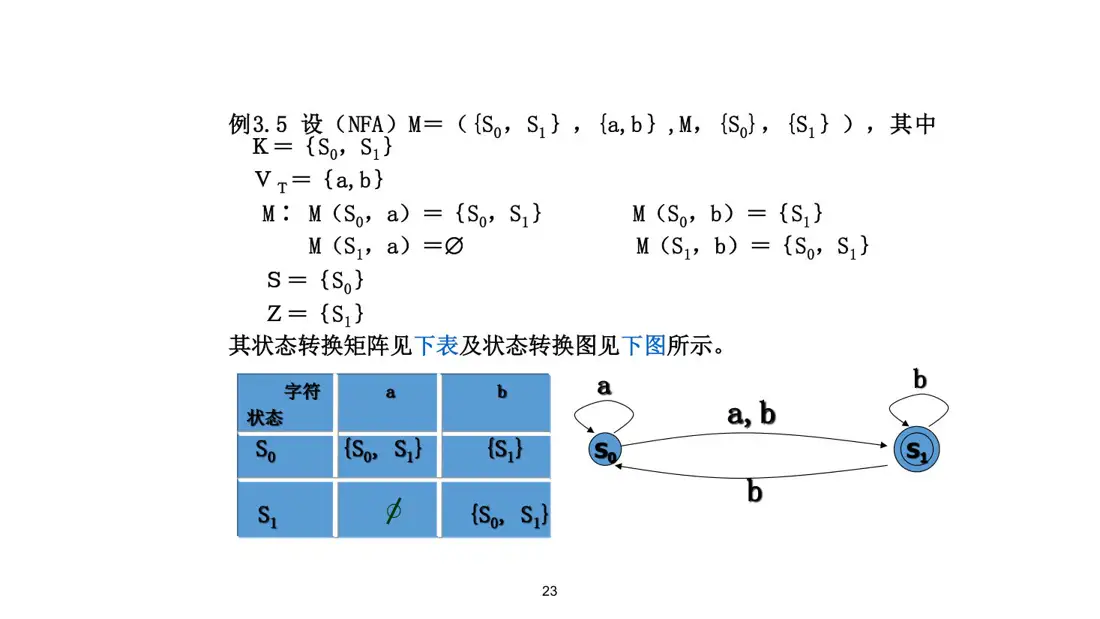 例3.5 设（NFA）M＝（{S₀, S₁}, {a,b},M, {S₀}, {S₁}），其中
K＝{S₀, S₁}
V_T＝{a,b}
M： M（S₀，a）＝{S₀, S₁} M（S₀，b）＝{S₁}
M（S₁，a）＝∅ M（S₁，b）＝{S₀, S₁}
S＝{S₀}
Z＝{S₁}
其状态转换矩阵见下表及状态转换图见下图所示。
字符 a b
状态
S₀ {S₀, S₁} {S₁}
S₁ ∅ {S₀, S₁}
a
b
a,b
S₀
S₁
b
23